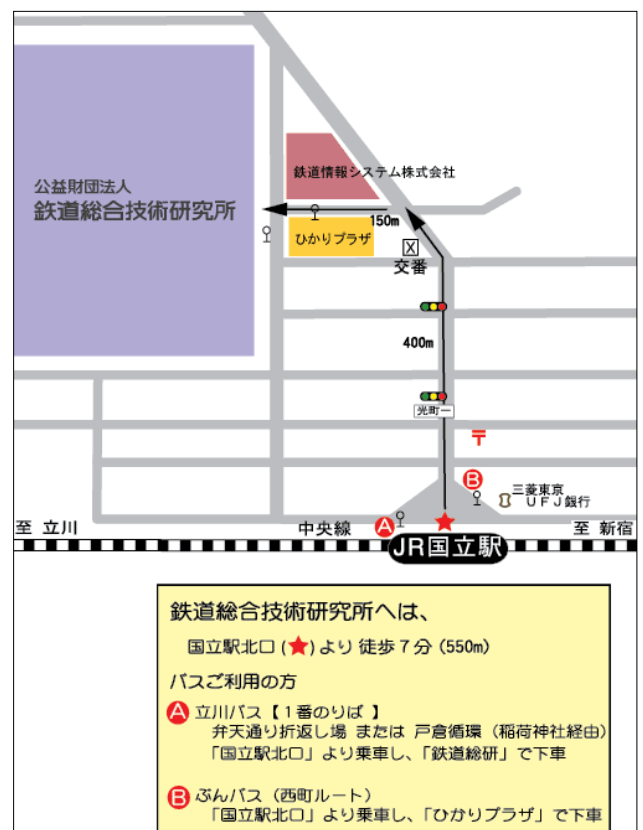 公益財団法人
鉄道総合技術研究所
鉄道情報システム株式会社
150m
ひかりプラザ
X
交番
400m
光町一
〒
B
三菱東京
UFJ銀行
至 立川
中央線
A
至 新宿
JR国立駅
鉄道総合技術研究所へは、
国立駅北口 (★) より 徒歩7分 (550m)
バスご利用の方
A 立川バス【1番のりば】
弁天通り折返し場 または 戸倉循環（稲荷神社経由）
「国立駅北口」より乗車し、「鉄道総研」で下車
B ぶんバス（西町ルート）
「国立駅北口」より乗車し、「ひかりプラザ」で下車